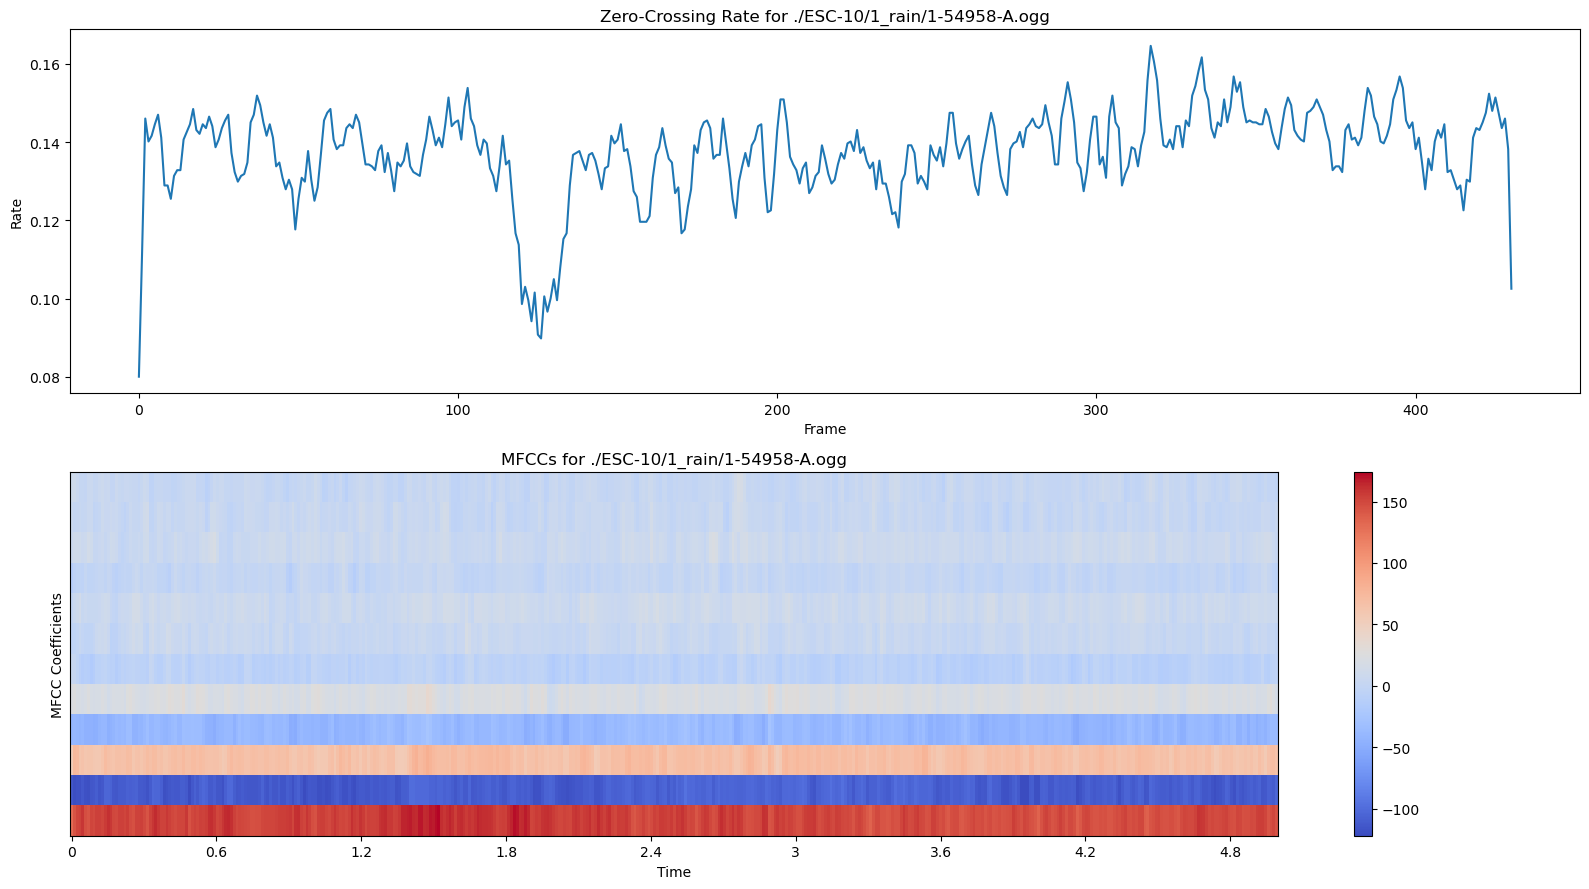 Zero-Crossing Rate for ./ESC-10/1_rain/1-54958-A.ogg
0.16
0.14
0.12
0.10
0.08
Rate
0 100 200 300 400
Frame
MFCCs for ./ESC-10/1_rain/1-54958-A.ogg
MFCC Coefficients
0 0.6 1.2 1.8 2.4 3 3.6 4.2 4.8
Time
150
100
50
0
−50
−100